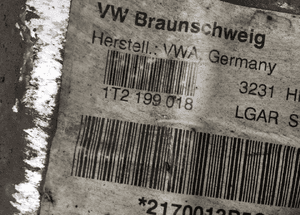 VW Braunschweig
Herstell.: VWA, Germany
3231
1T2 199 018
LGAR S